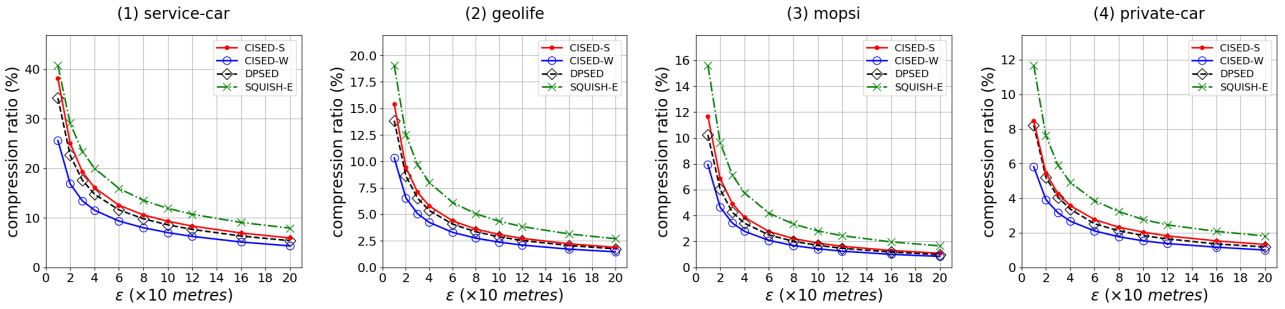 (1) service-car
compression ratio (%)
40
30
20
10
0
0 2 4 6 8 10 12 14 16 18 20
ε (×10 metres)
CISED-S
CISED-W
DPSED
SQUISH-E
(2) geolife
compression ratio (%)
20.0
17.5
15.0
12.5
10.0
7.5
5.0
2.5
0.0
0 2 4 6 8 10 12 14 16 18 20
ε (×10 metres)
CISED-S
CISED-W
DPSED
SQUISH-E
(3) mopsi
compression ratio (%)
16
14
12
10
8
6
4
2
0
0 2 4 6 8 10 12 14 16 18 20
ε (×10 metres)
CISED-S
CISED-W
DPSED
SQUISH-E
(4) private-car
compression ratio (%)
12
10
8
6
4
2
0
0 2 4 6 8 10 12 14 16 18 20
ε (×10 metres)
CISED-S
CISED-W
DPSED
SQUISH-E